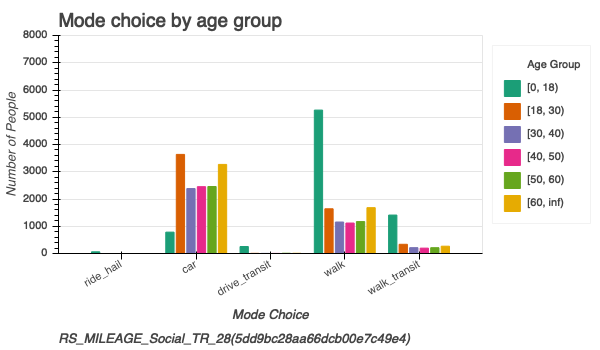 Mode choice by age group
8000
7000
6000
5000
4000
3000
2000
1000
0
Number of People
ride_hail
car
drive_transit
walk
walk_transit
Mode Choice
Age Group
[0, 18)
[18, 30)
[30, 40)
[40, 50)
[50, 60)
[60, inf)
RS_MILEAGE_Social_TR_28(5dd9bc28aa66dcb00e7c49e4)